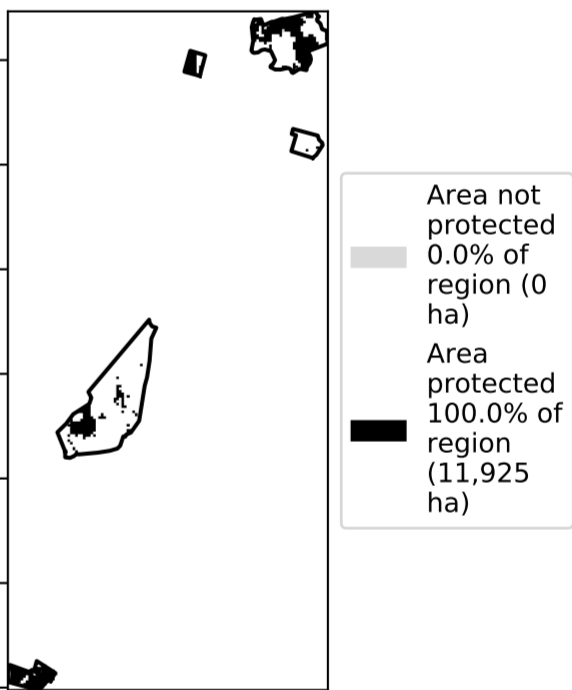 Area not
protected
0.0% of
region (0
ha)
Area
protected
100.0% of
region
(11,925
ha)